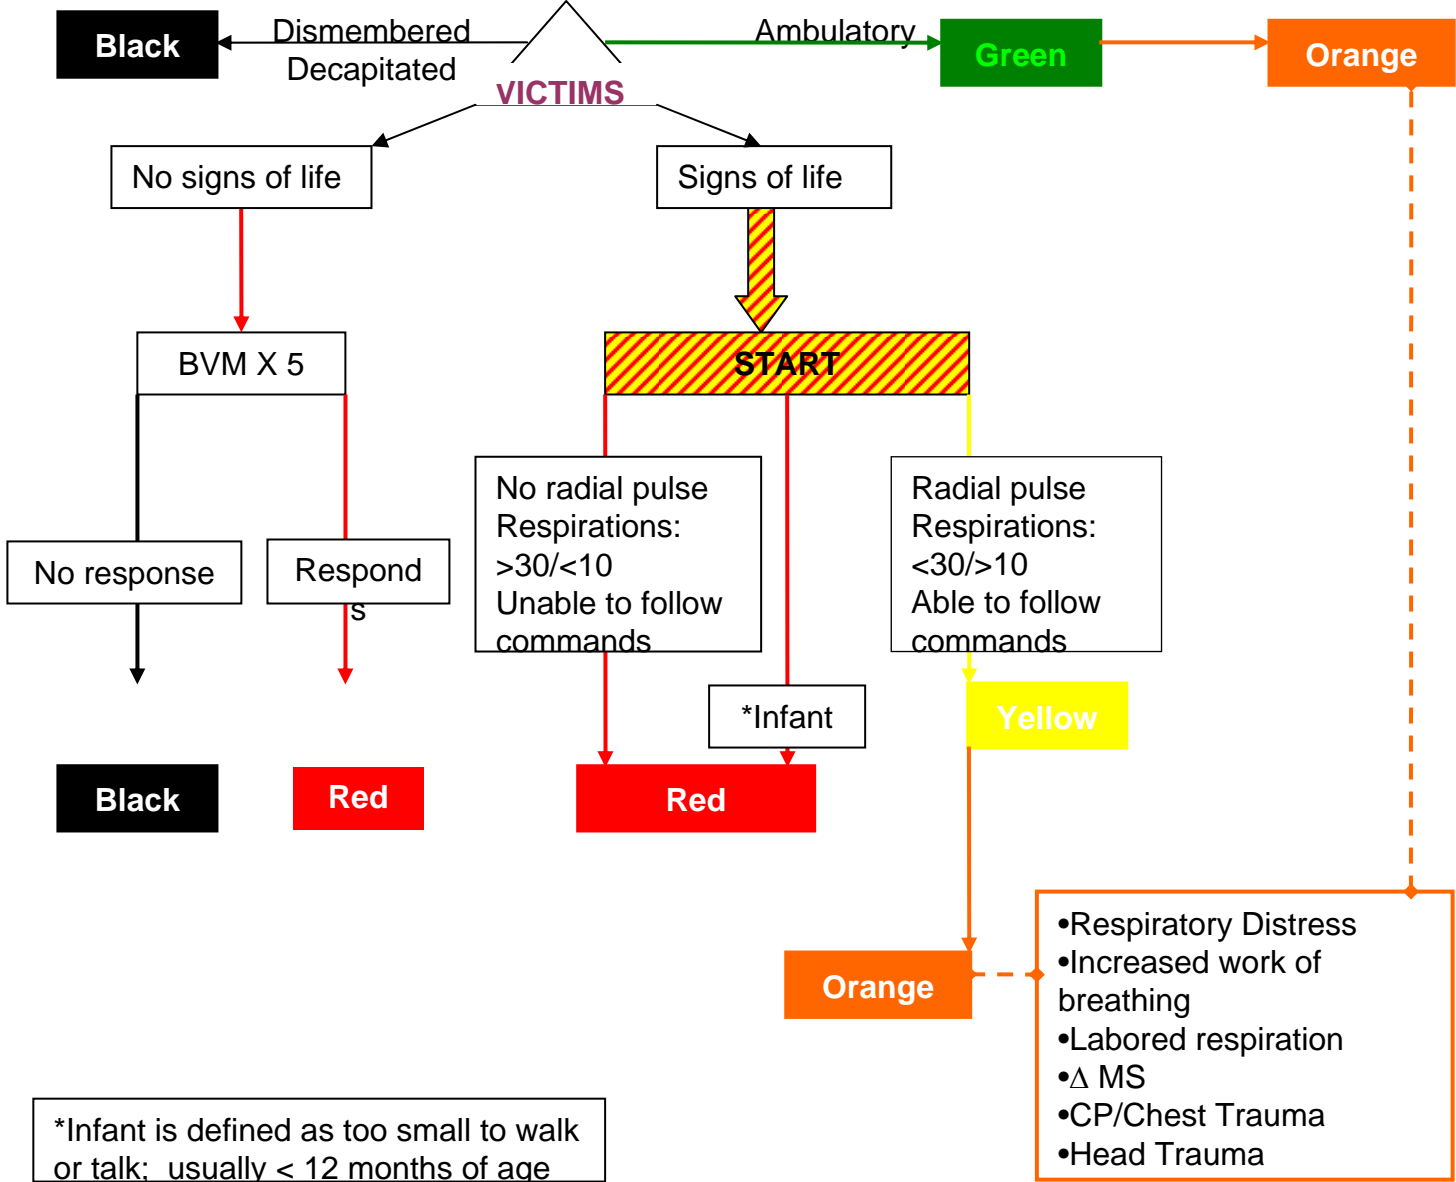 Black
Dismembered
Decapitated
Ambulatory
Green
Orange
VICTIMS
No signs of life
Signs of life
BVM X 5
START
No response
Respond
s
No radial pulse
Respirations:
>30/<10
Unable to follow
commands
Radial pulse
Respirations:
<30/>10
Able to follow
commands
*Infant
Yellow
Black
Red
Red
Orange
•Respiratory Distress
•Increased work of
breathing
•Labored respiration
•∆ MS
•CP/Chest Trauma
•Head Trauma
*Infant is defined as too small to walk
or talk; usually < 12 months of age